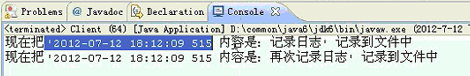 Problems @ Javadoc Declaration Console
<terminated> Client (64) [Java Application] D:\common\java6\jdk6\bin\javaw.exe (2012-7-12
现在把'2012-07-12 18:12:09 515 内容是：记录日志' 记录到文件中
现在把'2012-07-12 18:12:09 515 内容是：再次记录日志' 记录到文件中